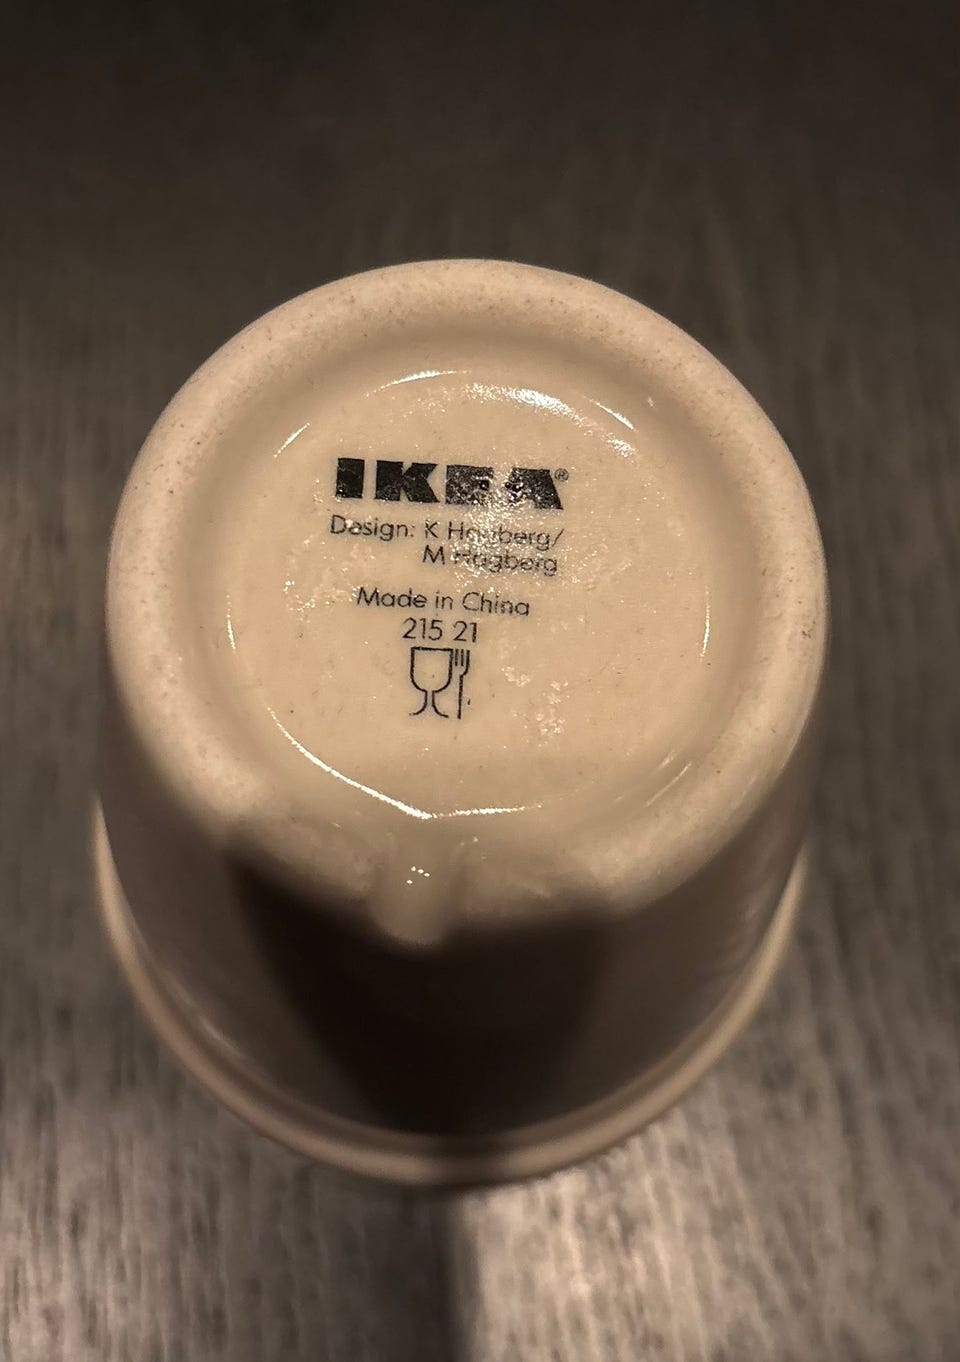 IKEA®
Design: K Hagberg/
M Hagberg
Made in China
215 21